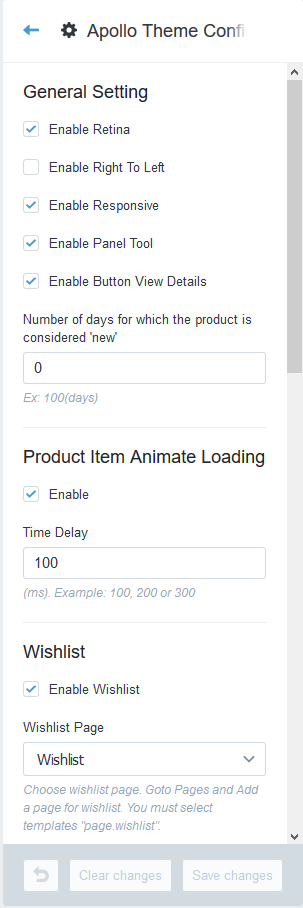 Apollo Theme Confi
General Setting
Enable Retina
Enable Right To Left
Enable Responsive
Enable Panel Tool
Enable Button View Details
Number of days for which the product is
considered 'new'
0
Ex: 100(days)
Product Item Animate Loading
Enable
Time Delay
100
(ms). Example: 100, 200 or 300
Wishlist
Enable Wishlist
Wishlist Page
Wishlist
Choose wishlist page. Goto Pages and Add
a page for wishlist. You must select
templates "page.wishlist".
Clear changes
Save changes